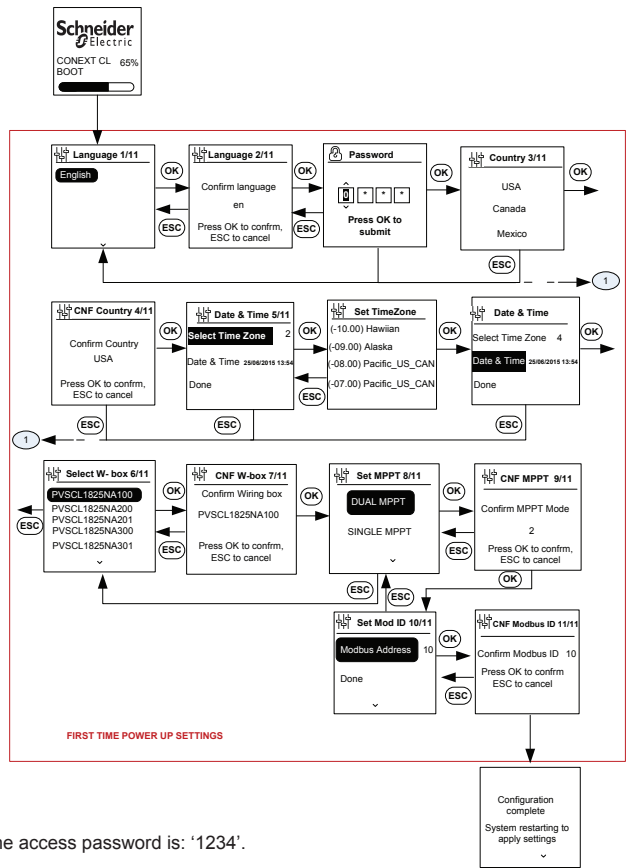 Schneider
Electric
CONEXT CL 65%
BOOT
Language 1/11
English
OK
Language 2/11
Confirm language
en
Press OK to confrm,
ESC to cancel
OK
ESC
Password
0 * * *
Press OK to
submit
OK
Country 3/11
USA
Canada
Mexico
OK
ESC
1
CNF Country 4/11
Confirm Country
USA
Press OK to confrm,
ESC to cancel
OK
ESC
Date & Time 5/11
Select Time Zone 2
Date & Time 25/06/2015 13:54
Done
OK
ESC
ESC
Set TimeZone
(-10.00) Hawiian
(-09.00) Alaska
(-08.00) Pacific_US_CAN
(-07.00) Pacific_US_CAN
OK
Date & Time
Select Time Zone 4
Date & Time 25/06/2015 13:54
Done
OK
ESC
1
Select W- box 6/11
PVSCL1825NA100
PVSCL1825NA200
PVSCL1825NA201
PVSCL1825NA300
PVSCL1825NA301
ESC
OK
ESC
CNF W-box 7/11
Confirm Wiring box
PVSCL1825NA100
Press OK to confirm,
ESC to cancel
OK
Set MPPT 8/11
DUAL MPPT
SINGLE MPPT
OK
ESC
CNF MPPT 9/11
Confirm MPPT Mode
2
Press OK to confirm,
ESC to cancel
ESC
ESC
OK
Set Mod ID 10/11
Modbus Address 10
Done
OK
ESC
CNF Modbus ID 11/11
Confirm Modbus ID 10
Press OK to confrm
ESC to cancel
FIRST TIME POWER UP SETTINGS
Configuration
complete
System restarting to
apply settings
ne access password is: ‘1234’.